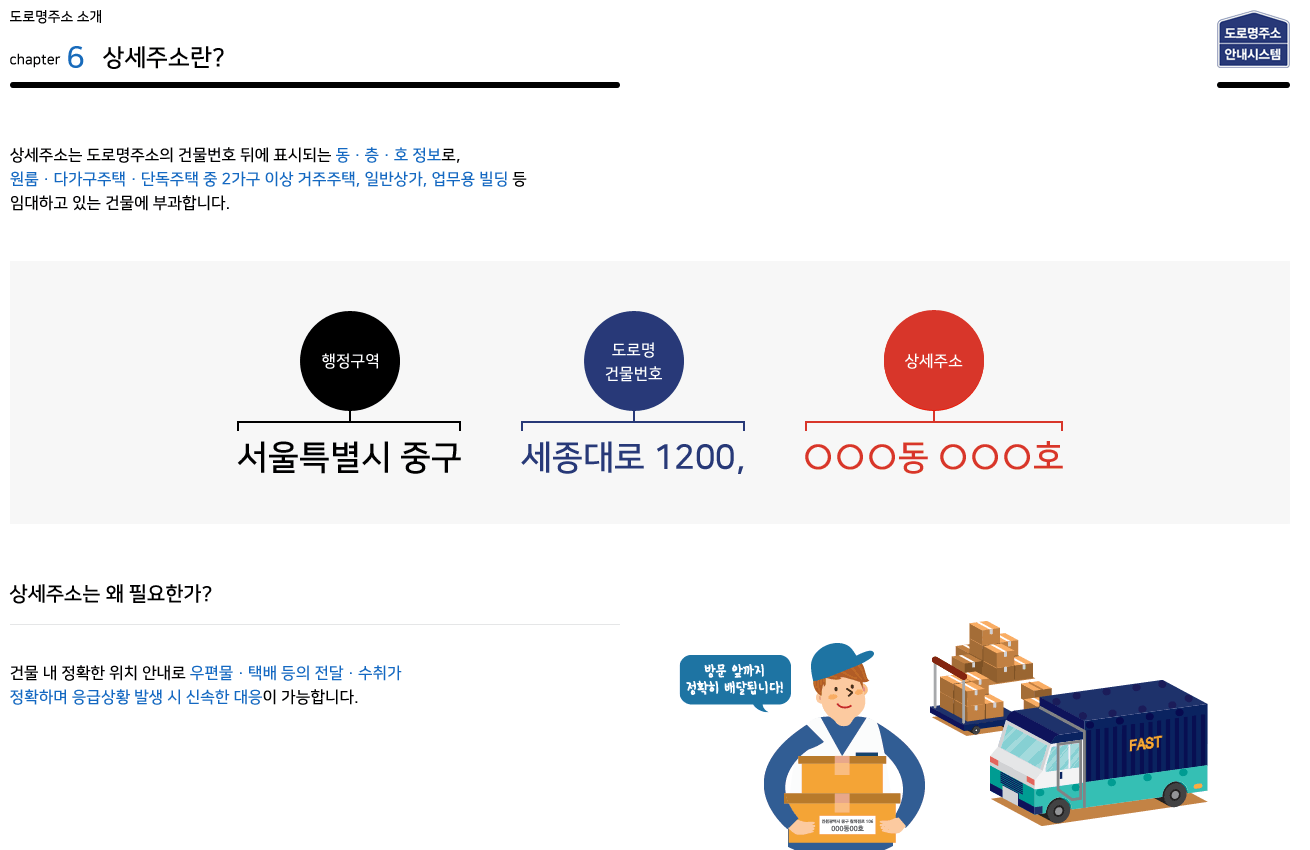 도로명주소 소개
chapter 6 상세주소란?
도로명주소
안내시스템
상세주소는 도로명주소의 건물번호 뒤에 표시되는 동 · 층 · 호 정보로,
원룸 · 다가구주택 · 단독주택 중 2가구 이상 거주주택, 일반상가, 업무용 빌딩 등
임대하고 있는 건물에 부과합니다.
행정구역
도로명
건물번호
상세주소
서울특별시 중구
세종대로 1200,
○○○동 ○○○호
상세주소는 왜 필요한가?
건물 내 정확한 위치 안내로 우편물 · 택배 등의 전달 · 수취가
정확하며 응급상황 발생 시 신속한 대응이 가능합니다.
방문 앞까지
정확히 배달됩니다!
FAST
000동00호